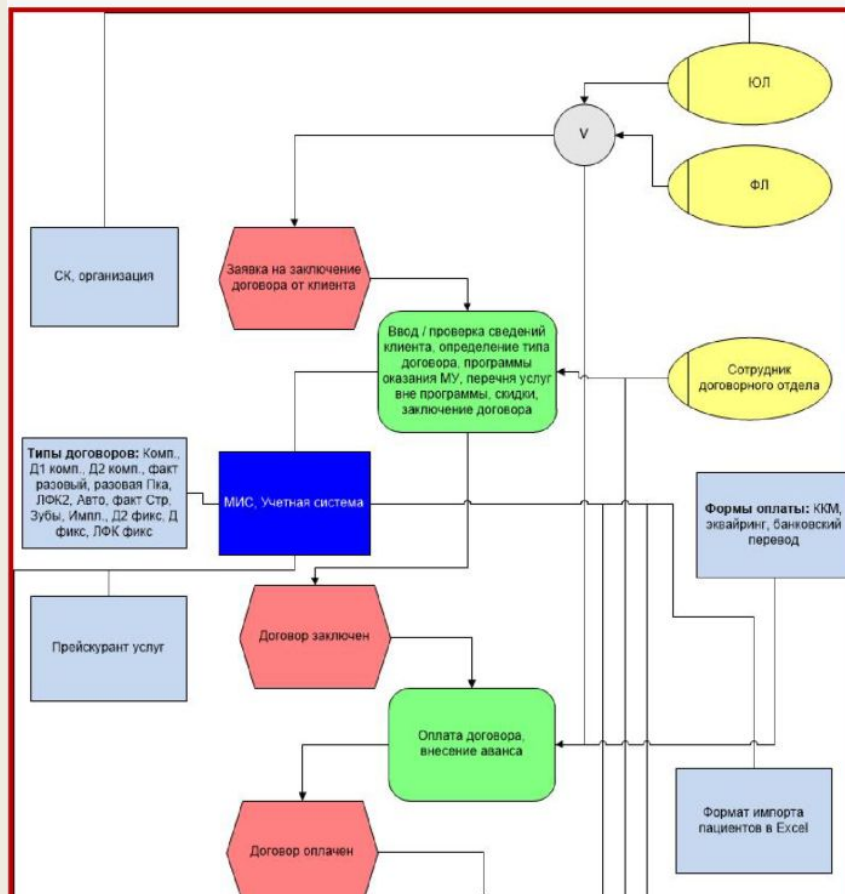 ЮЛ
V
ФЛ
СК, организация
Заявка на заключение
договора от клиента
Ввод / проверка сведений
клиента, определение типа
договора, программы
оказания МУ, перечня услуг
вне программы, скидки,
заключение договора
Сотрудник
договорного отдела
Типы договоров: Комп.,
Д1 комп., Д2 комп., факт
разовый, разовая Пка,
ЛФК2, Авто, факт Стр,
Зубы, Импл., Д2 фикс, Д
фикс, ЛФК фикс
МИС, Учетная система
Формы оплаты: ККМ,
эквайринг, банковский
перевод
Прейскурант услуг
Договор заключен
Оплата договора,
внесение аванса
Формат импорта
пациентов в Excel
Договор оплачен